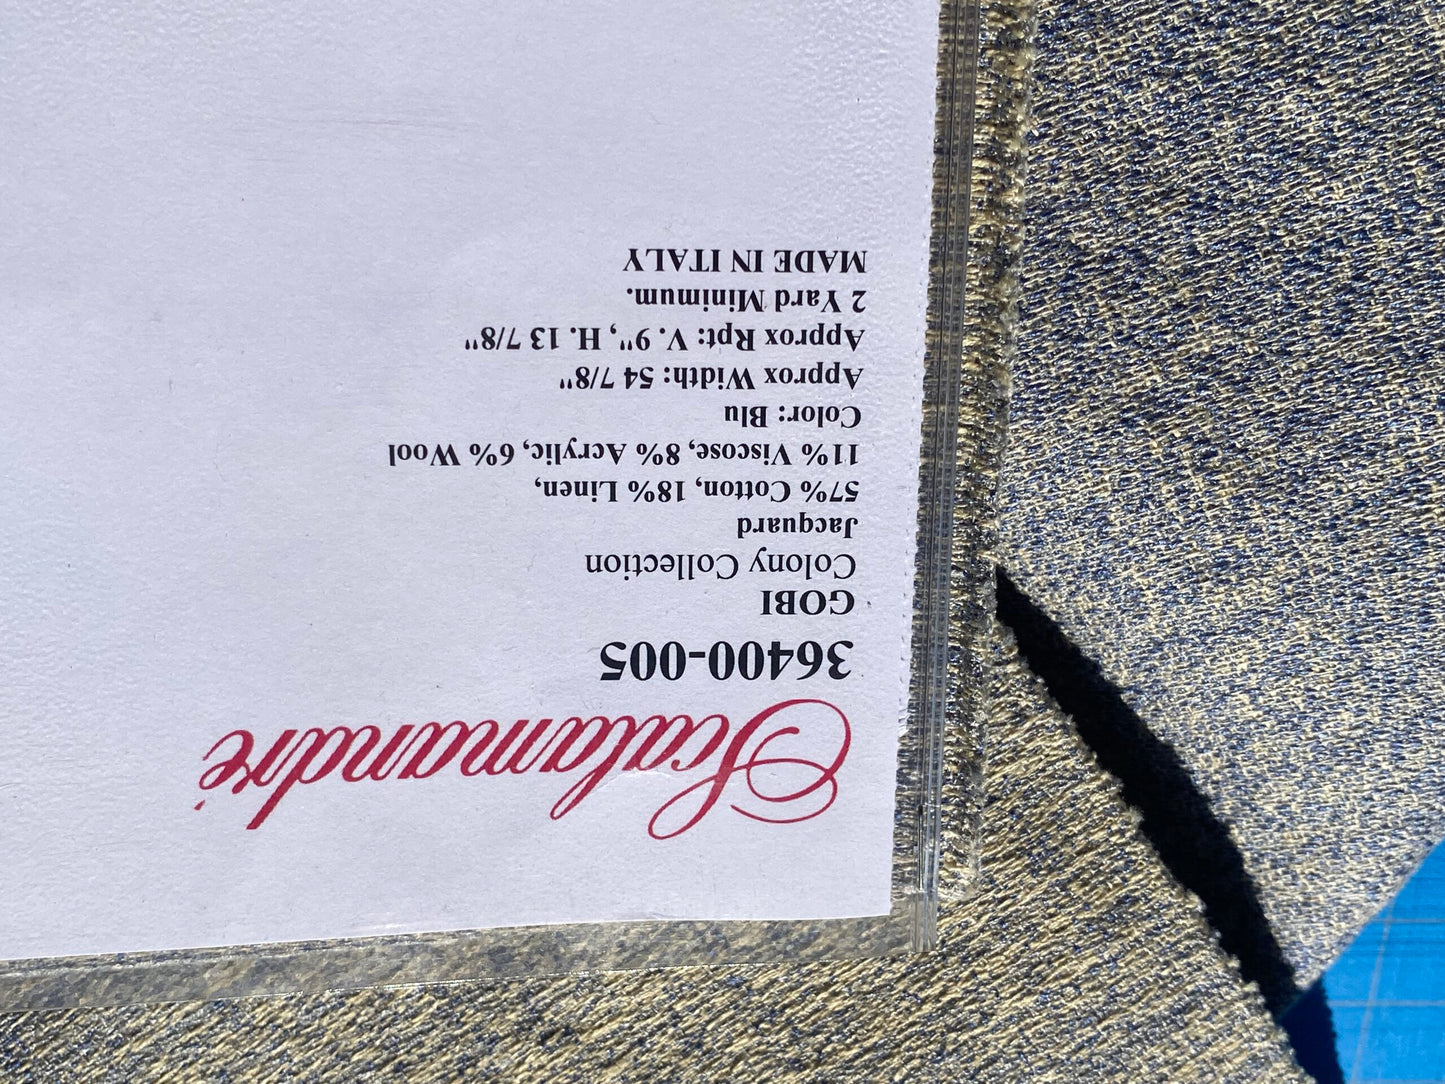 Scalamandré
36400-005
GOBI
Colony Collection
Jacquard
57% Cotton, 18% Linen,
11% Viscose, 8% Acrylic, 6% Wool
Color: Blu
Approx Width: 54 7/8"
Approx Rpt: V. 9", H. 13 7/8"
2 Yard Minimum.
MADE IN ITALY